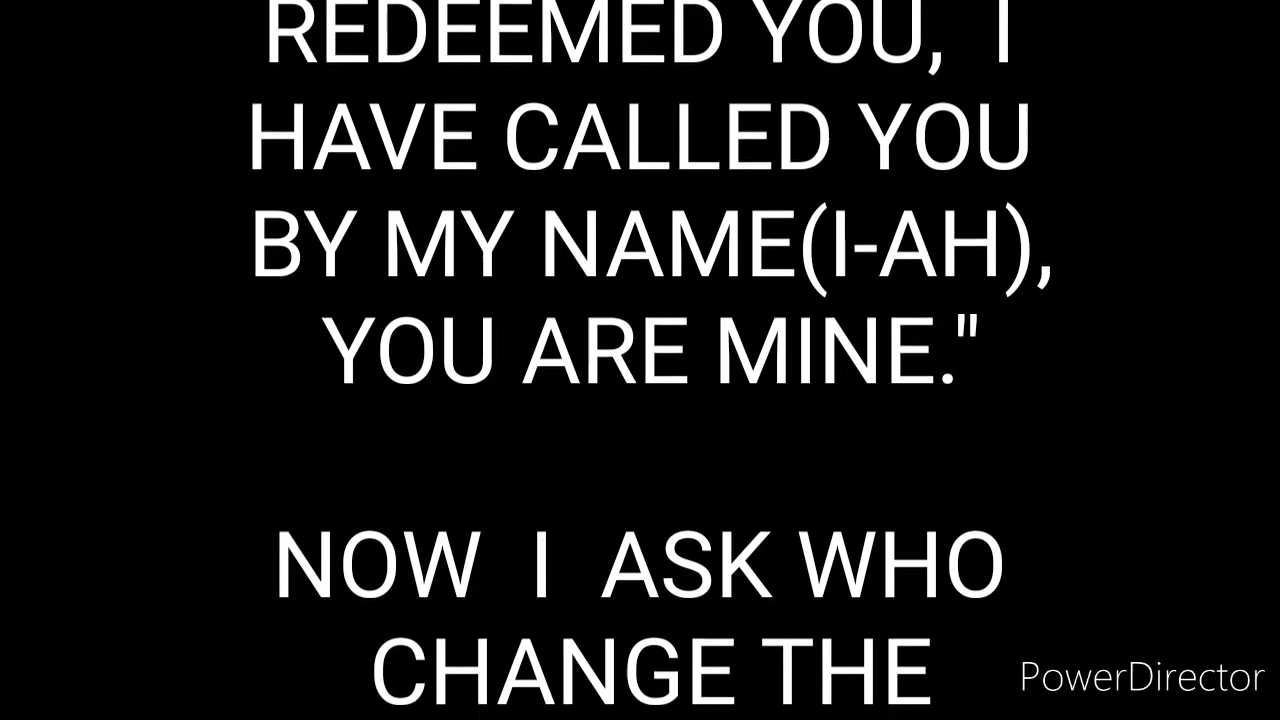 REDEEMED YOU,  I
HAVE CALLED YOU
BY MY NAME(I-AH),
YOU ARE MINE."
NOW  I  ASK WHO
CHANGE THE
PowerDirector